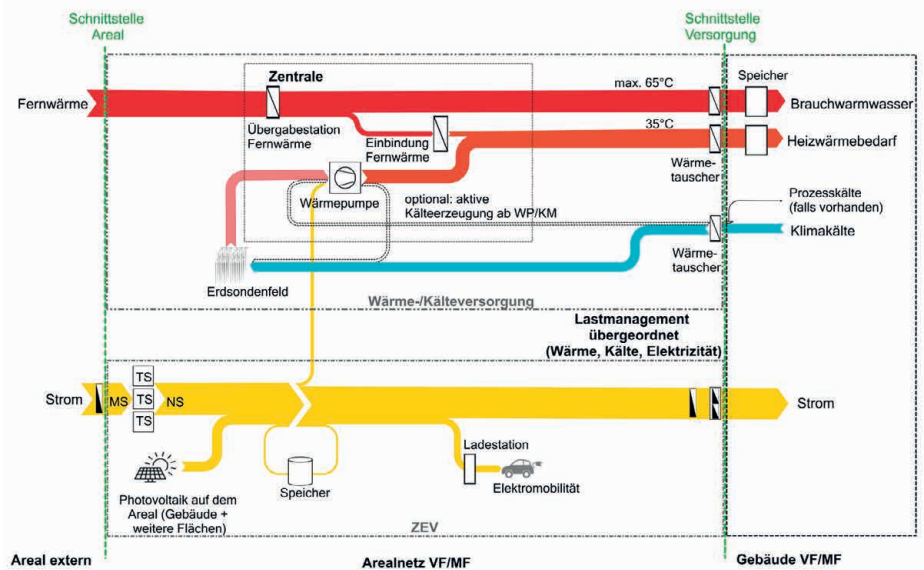 Schnittstelle
Areal
Schnittstelle
Versorgung
Zentrale
max. 65°C
Speicher
Fernwärme
Brauchwarmwasser
Übergabestation
Fernwärme
Einbindung
Fernwärme
35°C
Heizwärmebedarf
Wärme-
tauscher
Wärmepumpe
optional: aktive
Kälteerzeugung ab WP/KM
Prozesskälte
(falls vorhanden)
Klimakälte
Wärme-
tauscher
Erdsondenfeld
Wärme-/Kälteversorgung
Lastmanagement
übergeordnet
(Wärme, Kälte, Elektrizität)
Strom
MS
TS
TS
TS
NS
Strom
Ladestation
Speicher
Elektromobilität
Photovoltaik auf dem
Areal (Gebäude +
weitere Flächen)
ZEV
Areal extern
Arealnetz VF/MF
Gebäude VF/MF